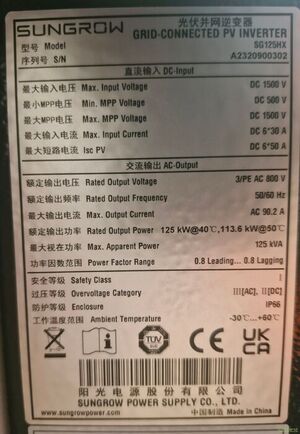 SUNGROW 光伏并网逆变器
GRID-CONNECTED PV INVERTER
型号 Model SG125HX
序列号 S/N A2320900302
直流输入 DC-Input
最大输入电压 Max. Input Voltage DC 1500 V
最小MPP电压 Min. MPP Voltage DC 500 V
最大MPP电压 Max. MPP Voltage DC 1500 V
最大输入电流 Max. Input Current DC 6*30 A
最大短路电流 Isc PV DC 6*50 A
交流输出 AC-Output
额定输出电压 Rated Output Voltage 3/PE AC 800 V
额定输出频率 Rated Output Frequency 50/60 Hz
最大输出电流 Max. Output Current AC 90.2 A
额定输出功率 Rated Output Power 125 kW@40℃,113.6 kW@50℃
最大视在功率 Max. Apparent Power 125 kVA
功率因数范围 Power Factor Range 0.8 Leading... 0.8 Lagging
安全等级 Safety Class I
过压等级 Overvoltage Category III[AC], II[DC]
防护等级 Enclosure IP66
工作温度范围 Ambient Temperature -30℃...+60℃
TÜV
CE
UK
CA
阳光电源股份有限公司
SUNGROW POWER SUPPLY CO., LTD.
www.sungrowpower.com 中国制造 Made in China